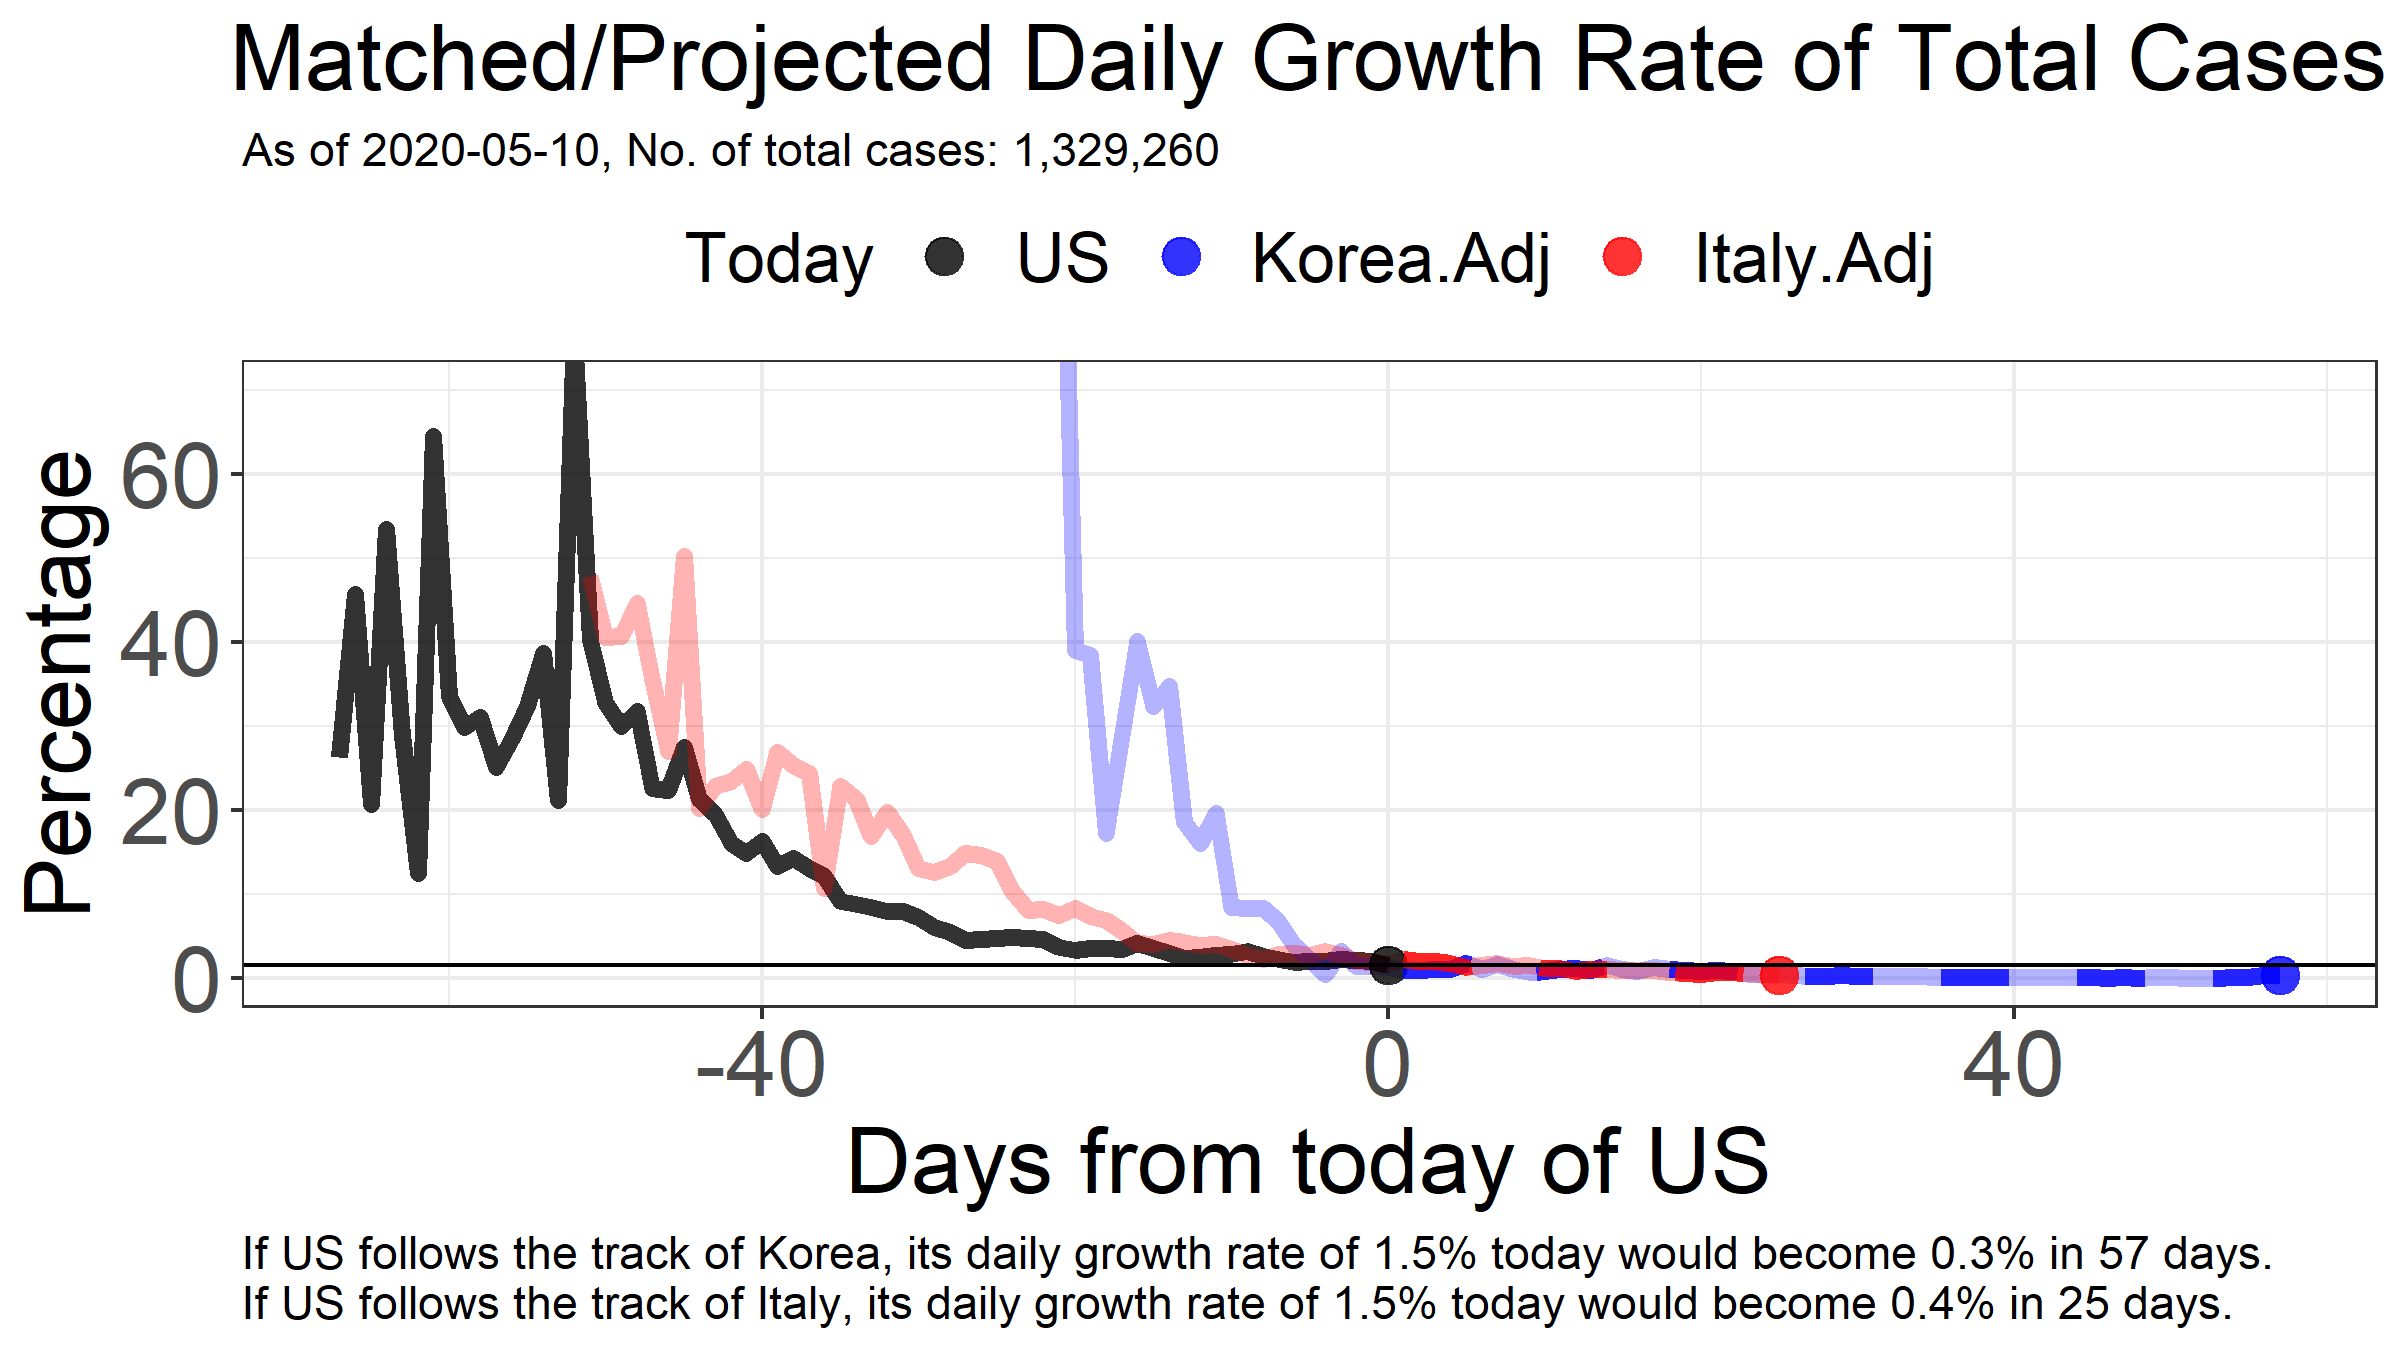 Matched/Projected Daily Growth Rate of Total Cases
As of 2020-05-10, No. of total cases: 1,329,260
Today US Korea.Adj Italy.Adj
Percentage
60
40
20
0
-40 0 40
Days from today of US
If US follows the track of Korea, its daily growth rate of 1.5% today would become 0.3% in 57 days.
If US follows the track of Italy, its daily growth rate of 1.5% today would become 0.4% in 25 days.